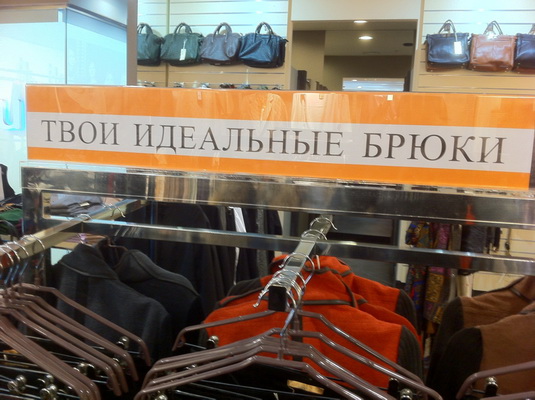 ТВОИ ИДЕАЛЬНЫЕ БРЮКИ